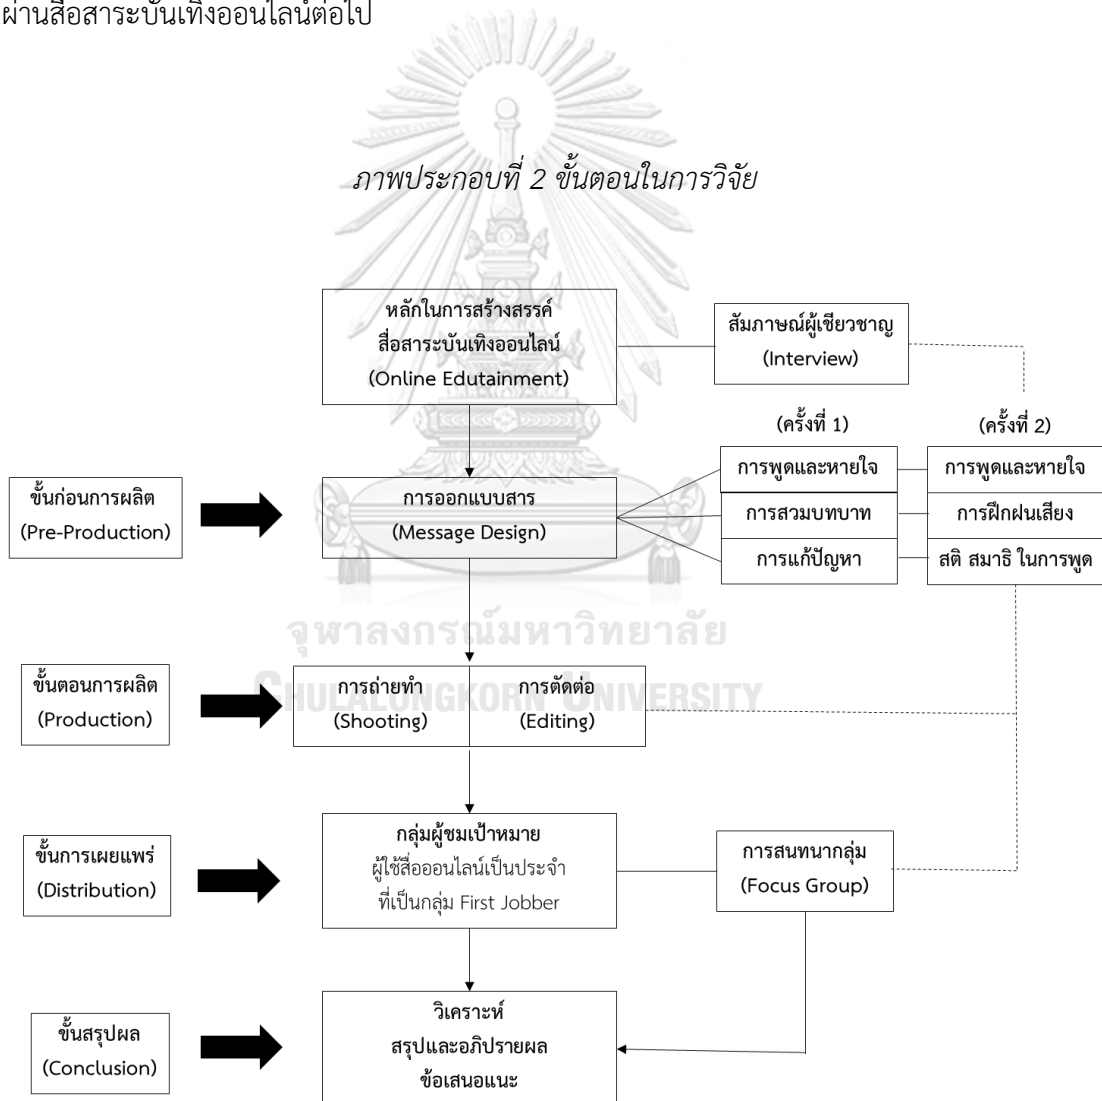 ผ่านสื่อสาระบันเทิงออนไลน์ต่อไป
ภาพประกอบที่ 2 ขั้นตอนในการวิจัย
หลักในการสร้างสรรค์
สื่อสาระบันเทิงออนไลน์
(Online Edutainment)
สัมภาษณ์ผู้เชี่ยวชาญ
(Interview)
(ครั้งที่ 1)
(ครั้งที่ 2)
ขั้นก่อนการผลิต
(Pre-Production)
การออกแบบสาร
(Message Design)
การพูดและหายใจ
การสวมบทบาท
การแก้ปัญหา
การพูดและหายใจ
การฝึกฝนเสียง
สติ สมาธิ ในการพูด
จุฬาลงกรณ์มหาวิทยาลัย
CHULALONGKORN UNIVERSITY
ขั้นตอนการผลิต
(Production)
การถ่ายทำ
(Shooting)
การตัดต่อ
(Editing)
ขั้นการเผยแพร่
(Distribution)
กลุ่มผู้ชมเป้าหมาย
ผู้ใช้สื่อออนไลน์เป็นประจำ
ที่เป็นกลุ่ม First Jobber
การสนทนากลุ่ม
(Focus Group)
ขั้นสรุปผล
(Conclusion)
วิเคราะห์
สรุปและอภิปรายผล
ข้อเสนอแนะ